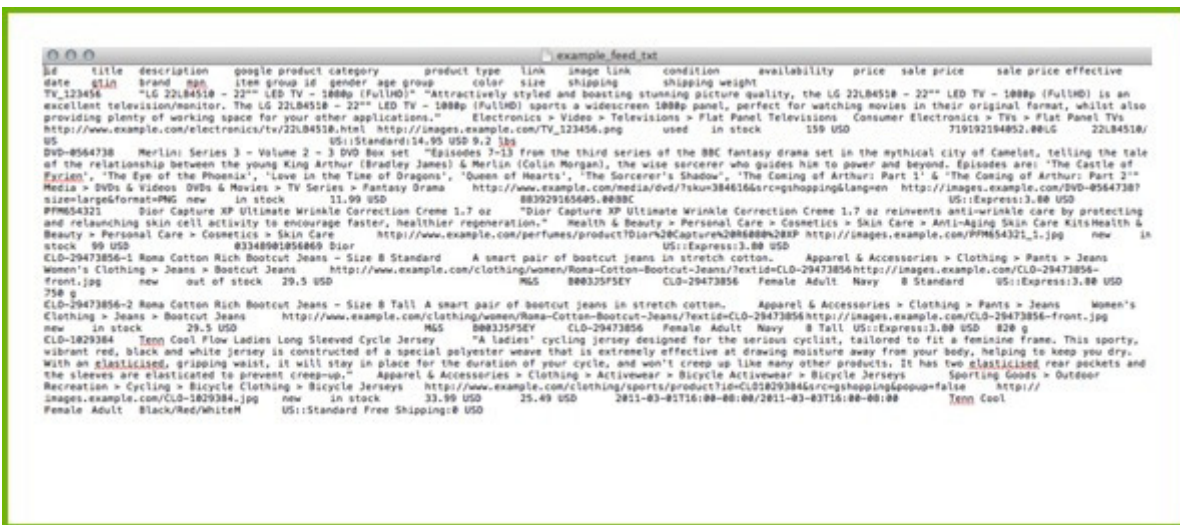 example_feed_txt
id title description google product category product type link image link condition availability price sale price sale price effective
date gtin brand mpn item group id gender age group color size shipping shipping weight
TV_123456 "LG 22LB4510 - 22"" LED TV - 1080p (FullHD)" "Attractively styled and boasting stunning picture quality, the LG 22LB4510 - 22"" LED TV - 1080p (FullHD) is an
excellent television/monitor. The LG 22LB4510 - 22"" LED TV - 1080p (FullHD) sports a widescreen 1080p panel, perfect for watching movies in their original format, whilst also
providing plenty of working space for your other applications." Electronics > Video > Televisions > Flat Panel Televisions Consumer Electronics > TVs > Flat Panel TVs
http://www.example.com/electronics/tv/22LB4510.html http://images.example.com/TV_123456.png used in stock 159 USD 719192194052.00LG 22LB4510/
US US::Standard:14.95 USD 9.2 lbs
DVD-0564738 Merlin: Series 3 - Volume 2 - 3 DVD Box set "Episodes 7-13 from the third series of the BBC fantasy drama set in the mythical city of Camelot, telling the tale
of the relationship between the young King Arthur (Bradley James) & Merlin (Colin Morgan), the wise sorcerer who guides him to power and beyond. Episodes are: 'The Castle of
Fyrien', 'The Eye of the Phoenix', 'Love in the Time of Dragons', 'Queen of Hearts', 'The Sorcerer's Shadow', 'The Coming of Arthur: Part 1' & 'The Coming of Arthur: Part 2'"
Media > DVDs & Videos DVDs & Movies > TV Series > Fantasy Drama http://www.example.com/media/dvd/?sku=384616&src=gshopping&lang=en http://images.example.com/DVD-0564738?
size=large&format=PNG new in stock 11.99 USD 883929165605.00BBC US::Express:3.80 USD
PFM654321 Dior Capture XP Ultimate Wrinkle Correction Creme 1.7 oz "Dior Capture XP Ultimate Wrinkle Correction Creme 1.7 oz reinvents anti-wrinkle care by protecting
and relaunching skin cell activity to encourage faster, healthier regeneration." Health & Beauty > Personal Care > Cosmetics > Skin Care > Anti-Aging Skin Care KitsHealth &
Beauty > Personal Care > Cosmetics > Skin Care http://www.example.com/perfumes/product?Dior%20Capture%20R6080%20XP http://images.example.com/PFM654321_1.jpg new in
stock 99 USD 03348901056069 Dior US::Express:3.80 USD
CLO-29473856-1 Roma Cotton Rich Bootcut Jeans - Size 8 Standard A smart pair of bootcut jeans in stretch cotton. Apparel & Accessories > Clothing > Pants > Jeans
Women's Clothing > Jeans > Bootcut Jeans http://www.example.com/clothing/women/Roma-Cotton-Bootcut-Jeans/?extid=CLO-29473856 http://images.example.com/CLO-29473856-
front.jpg new out of stock 29.5 USD M&S B003J5F5EY CLO-29473856 Female Adult Navy 8 Standard US::Express:3.80 USD
750 g
CLO-29473856-2 Roma Cotton Rich Bootcut Jeans - Size 8 Tall A smart pair of bootcut jeans in stretch cotton. Apparel & Accessories > Clothing > Pants > Jeans Women's
Clothing > Jeans > Bootcut Jeans http://www.example.com/clothing/women/Roma-Cotton-Bootcut-Jeans/?extid=CLO-29473856 http://images.example.com/CLO-29473856-front.jpg
new in stock 29.5 USD M&S B003J5F5EY CLO-29473856 Female Adult Navy 8 Tall US::Express:3.80 USD 820 g
CLO-1029384 Tenn Cool Flow Ladies Long Sleeved Cycle Jersey "A ladies' cycling jersey designed for the serious cyclist, tailored to fit a feminine frame. This sporty,
vibrant red, black and white jersey is constructed of a special polyester weave that is extremely effective at drawing moisture away from your body, helping to keep you dry.
With an elasticised, gripping waist, it will stay in place for the duration of your cycle, and won't creep up like many other products. It has two elasticised rear pockets and
the sleeves are elasticated to prevent creep-up." Apparel & Accessories > Clothing > Activewear > Bicycle Activewear > Bicycle Jerseys Sporting Goods > Outdoor
Recreation > Cycling > Bicycle Clothing > Bicycle Jerseys http://www.example.com/clothing/sports/product?id=CLO1029384&src=gshopping&popup=false http://
images.example.com/CLO-1029384.jpg new in stock 33.99 USD 25.49 USD 2011-03-01T16:00-08:00/2011-03-03T16:00-08:00 Tenn Cool
Female Adult Black/Red/WhiteM US::Standard Free Shipping:0 USD